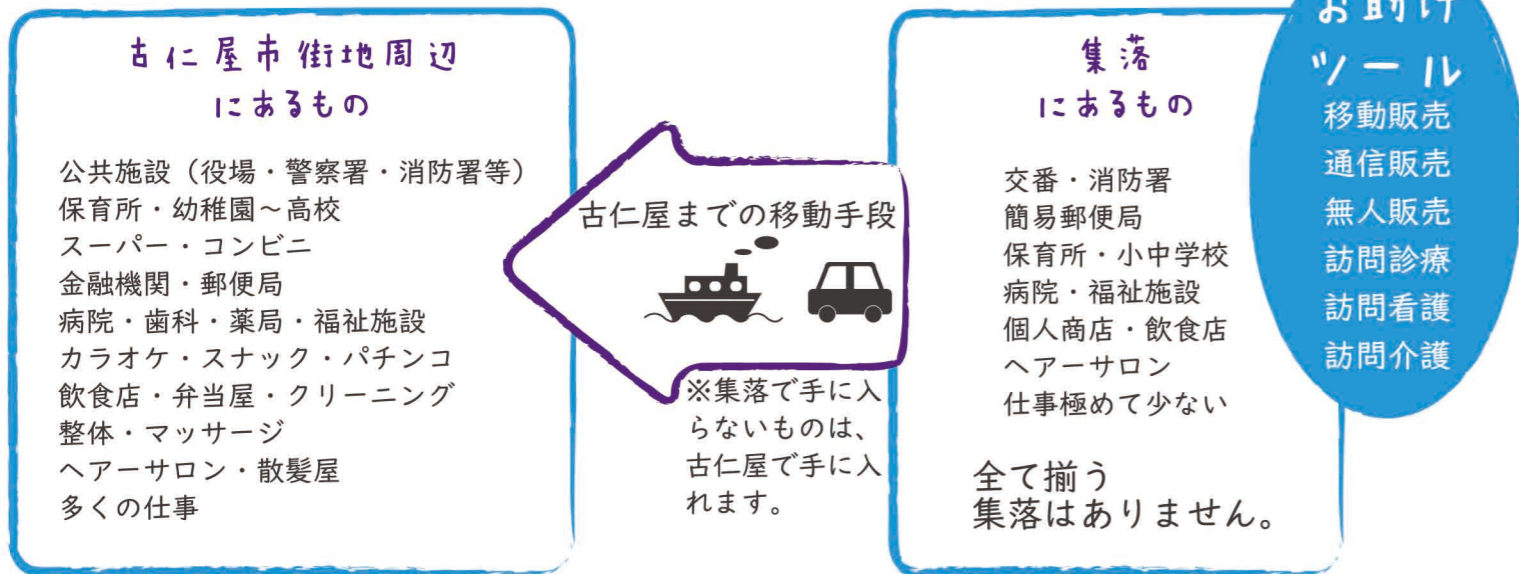 古仁屋市街地周辺
にあるもの
公共施設（役場・警察署・消防署等）
保育所・幼稚園～高校
スーパー・コンビニ
金融機関・郵便局
病院・歯科・薬局・福祉施設
カラオケ・スナック・パチンコ
飲食店・弁当屋・クリーニング
整体・マッサージ
ヘアーサロン・散髪屋
多くの仕事
古仁屋までの移動手段
※集落で手に入
らないものは、
古仁屋で手に入
れます。
集落
にあるもの
交番・消防署
簡易郵便局
保育所・小中学校
病院・福祉施設
個人商店・飲食店
ヘアーサロン
仕事極めて少ない
全て揃う
集落はありません。
お助け
ツール
移動販売
通信販売
無人販売
訪問診療
訪問看護
訪問介護